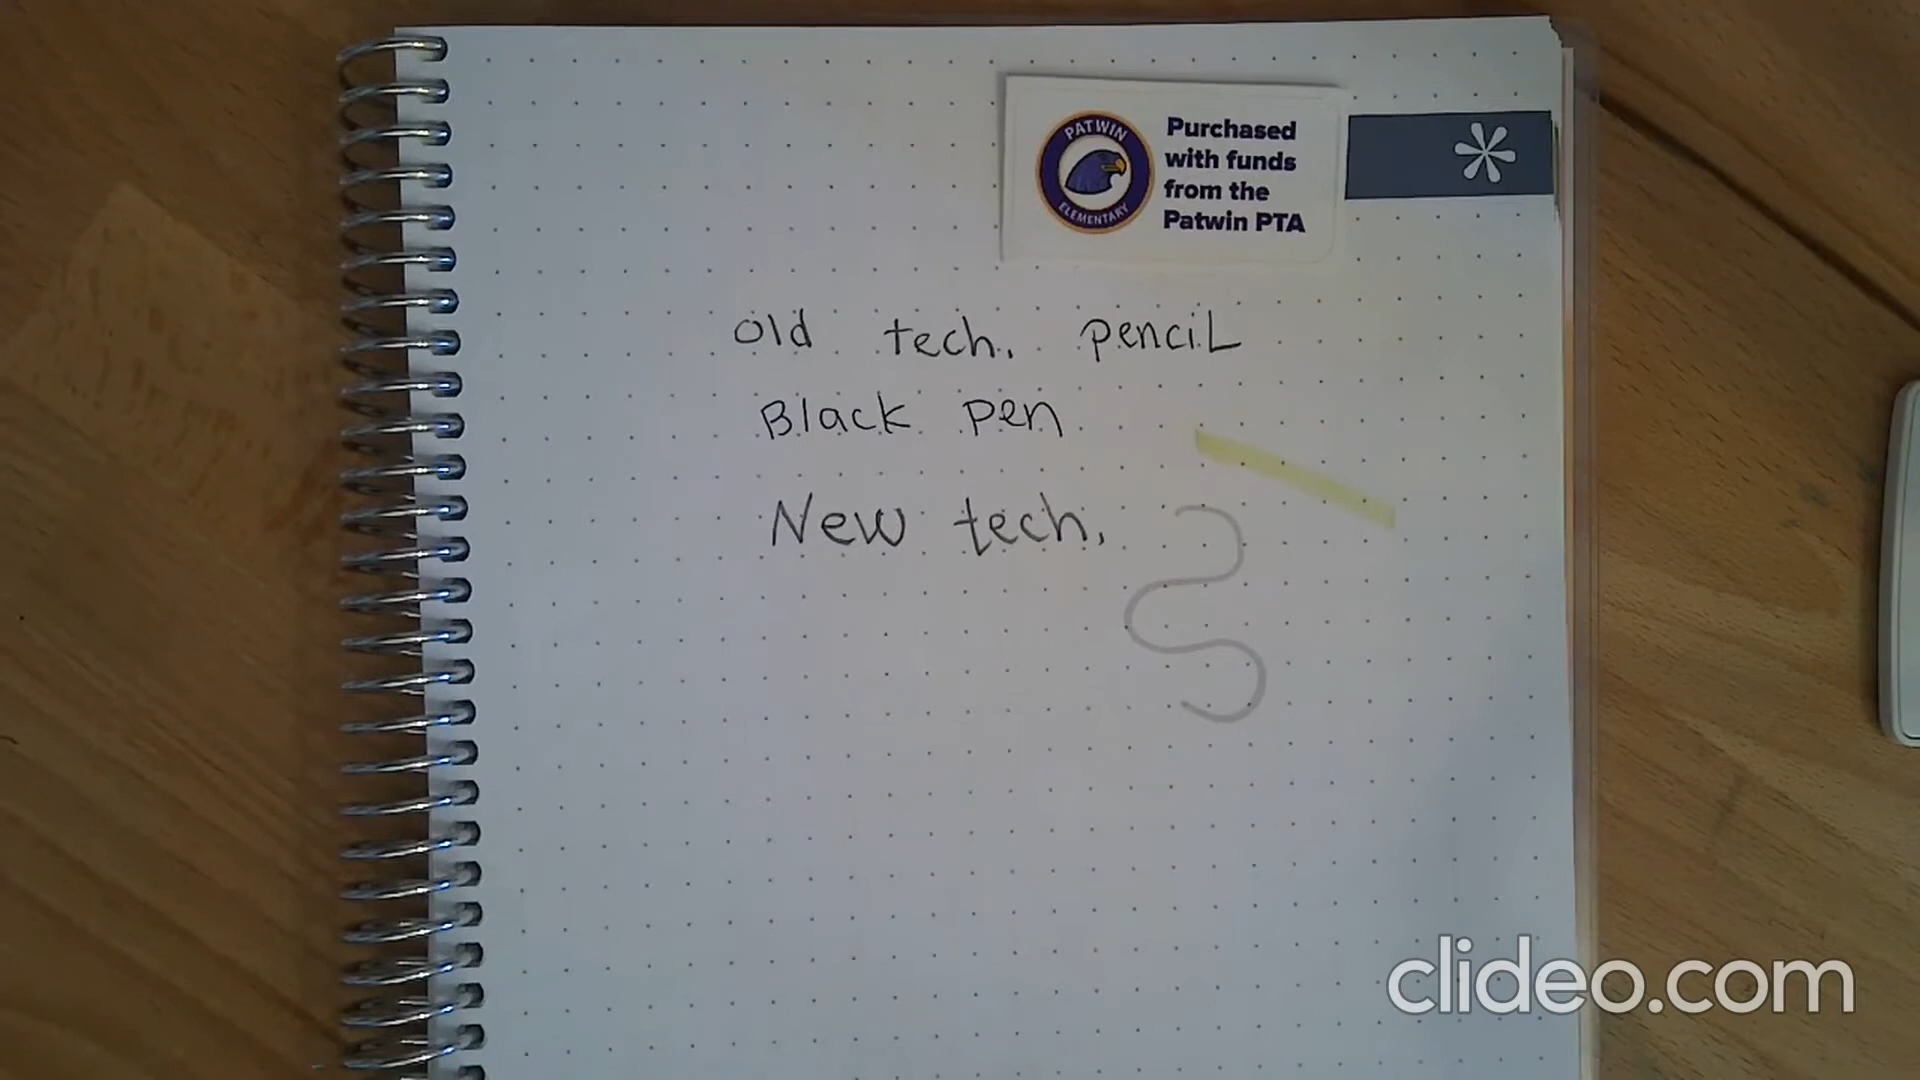 PATWIN
ELEMENTARY
Purchased
with funds
from the
Patwin PTA
Old tech. penciL
Black pen
New tech.
clideo.com